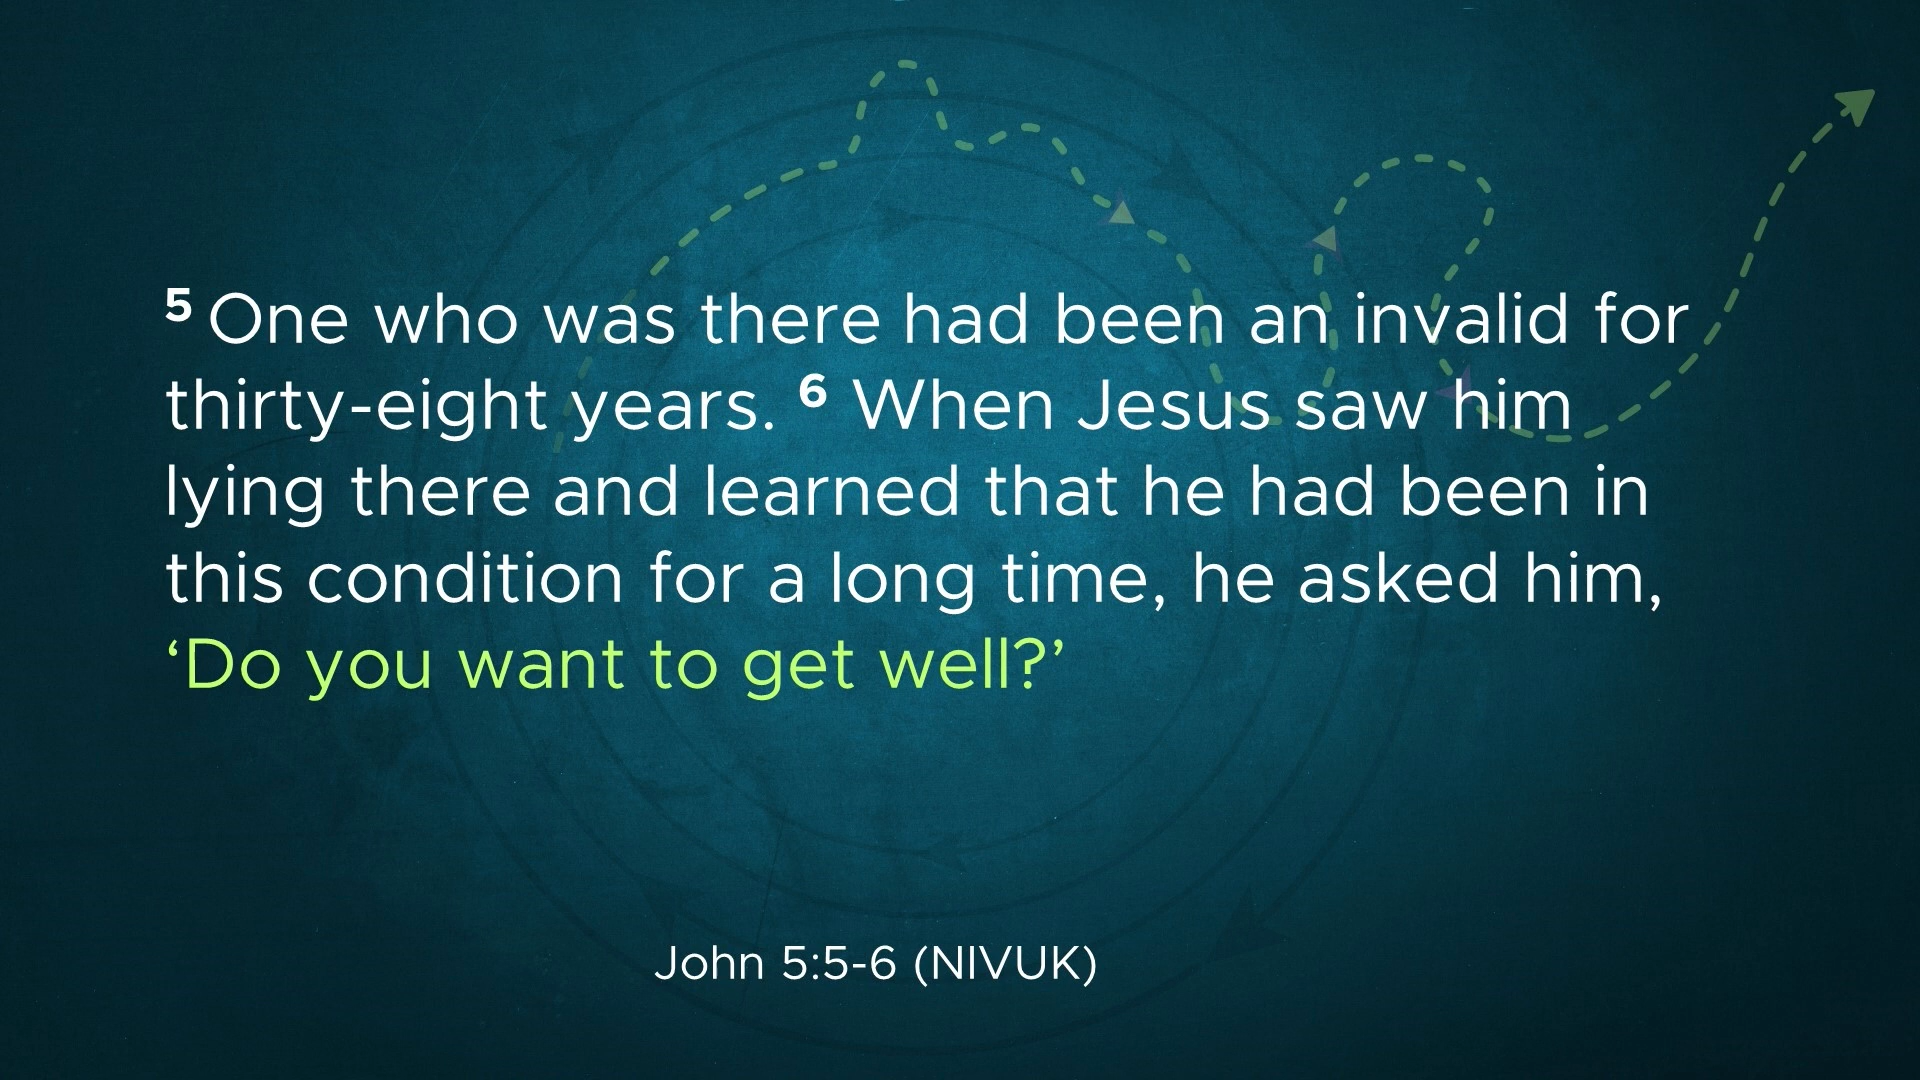 5 One who was there had been an invalid for
thirty-eight years. 6 When Jesus saw him
lying there and learned that he had been in
this condition for a long time, he asked him,
‘Do you want to get well?’
John 5:5-6 (NIVUK)